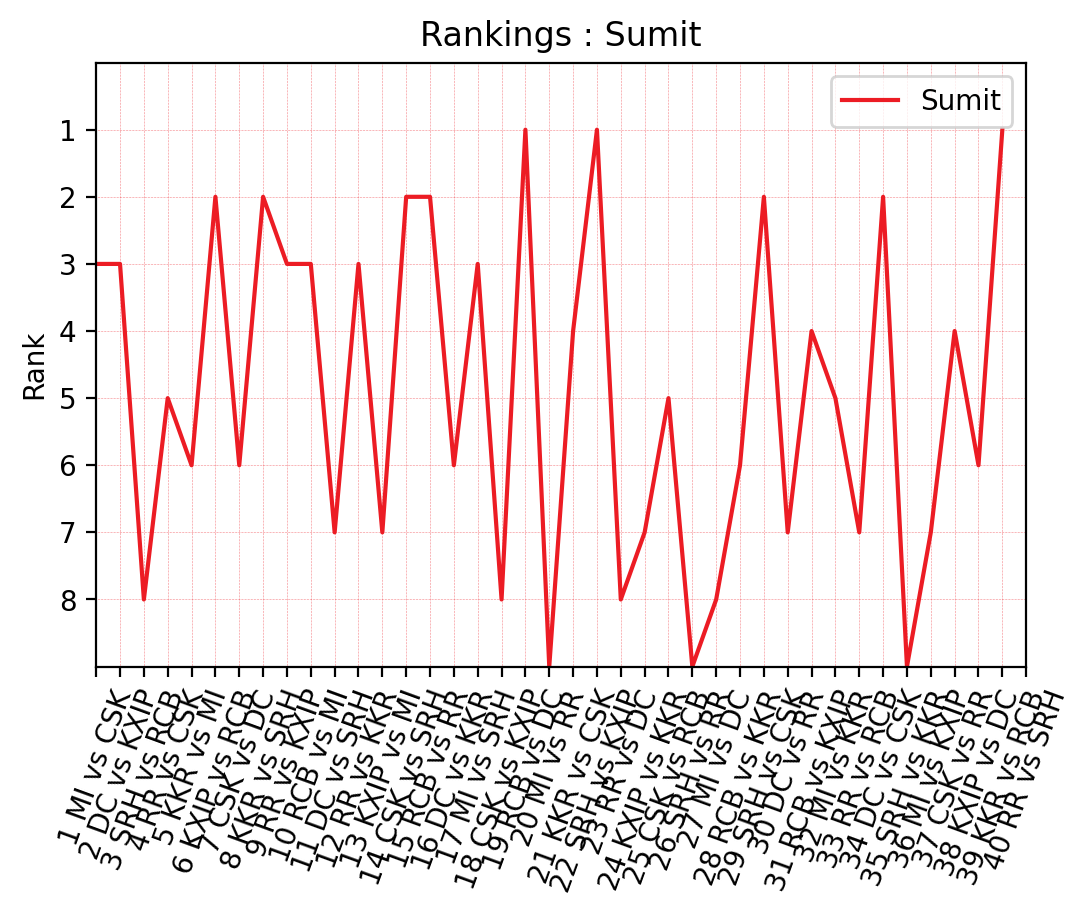 Rankings : Sumit
Sumit
Rank
1
2
3
4
5
6
7
8
1 MI vs CSK
2 DC vs KXIP
3 SRH vs RCB
4 RR vs CSK
5 KKR vs MI
6 KXIP vs RCB
7 CSK vs DC
8 KKR vs SRH
9 RR vs KXIP
10 RCB vs MI
11 DC vs SRH
12 RR vs KKR
13 KXIP vs MI
14 CSK vs SRH
15 RCB vs RR
16 DC vs KKR
17 MI vs SRH
18 CSK vs KXIP
19 RCB vs DC
20 MI vs RR
21 KKR vs CSK
22 SRH vs KXIP
23 RR vs DC
24 KXIP vs KKR
25 CSK vs RCB
26 SRH vs RR
27 MI vs DC
28 RCB vs KKR
29 SRH vs CSK
30 DC vs RR
31 RCB vs KXIP
32 MI vs KKR
33 RR vs RCB
34 DC vs CSK
35 SRH vs KKR
36 MI vs KXIP
37 CSK vs RR
38 KXIP vs DC
39 KKR vs RCB
40 RR vs SRH